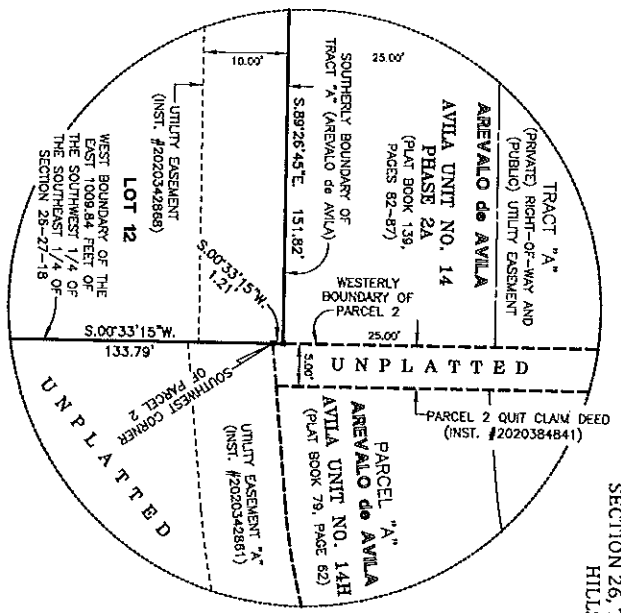 SECTION 26,
HILL
TRACT "A"
(PRIVATE) RIGHT-OF-WAY AND
(PUBLIC) UTILITY EASEMENT
AREVALO de AVILA
AVILA UNIT NO. 14
PHASE 2A
(PLAT BOOK 139,
PAGES 82-87)
25.00'
SOUTHERLY BOUNDARY OF
TRACT "A" (AREVALO de AVILA)
S.89°26'45"E. 151.82'
10.00'
UTILITY EASEMENT
(INST. #2020342868)
LOT 12
WEST BOUNDARY OF THE
EAST 1009.84 FEET OF
THE SOUTHWEST 1/4 OF
THE SOUTHEAST 1/4 OF
SECTION 26-27-18
S.00°33'15"W.
1.21'
WESTERLY
BOUNDARY OF
PARCEL 2
25.00'
UNPLATTED
5.00'
S.00°33'15"W.
133.79'
SOUTHWEST CORNER
OF PARCEL 2
PARCEL 2 QUIT CLAIM DEED
(INST. #2020384841)
PARCEL "A"
AREVALO de AVILA
AVILA UNIT NO. 14H
(PLAT BOOK 79, PAGE 62)
UTILITY EASEMENT "A"
(INST. #2020342861)
UNPLATTED